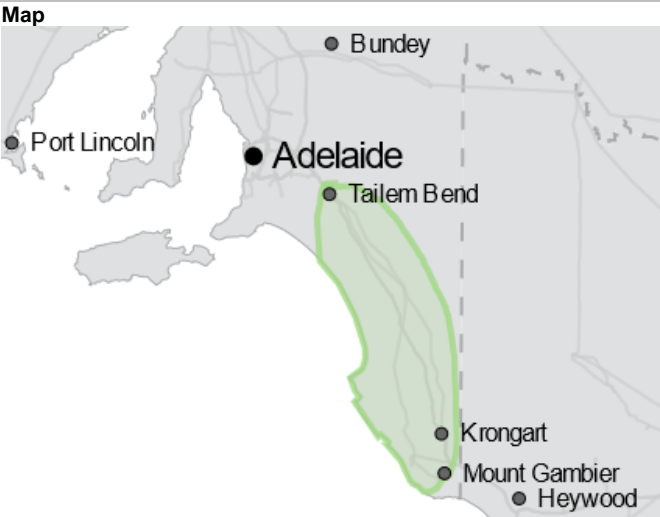 Map
Bundey
Port Lincoln
Adelaide
Tailem Bend
Krongart
Mount Gambier
Heywood